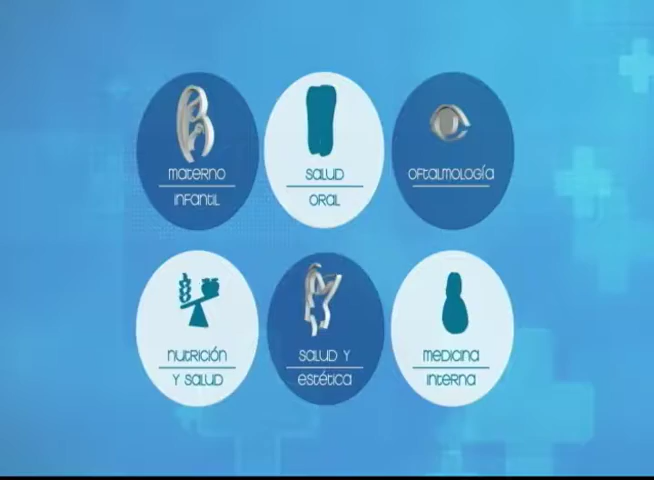 materno
infantil
salud
oral
oftalmología
nutrición
y salud
salud y
estética
medicina
interna